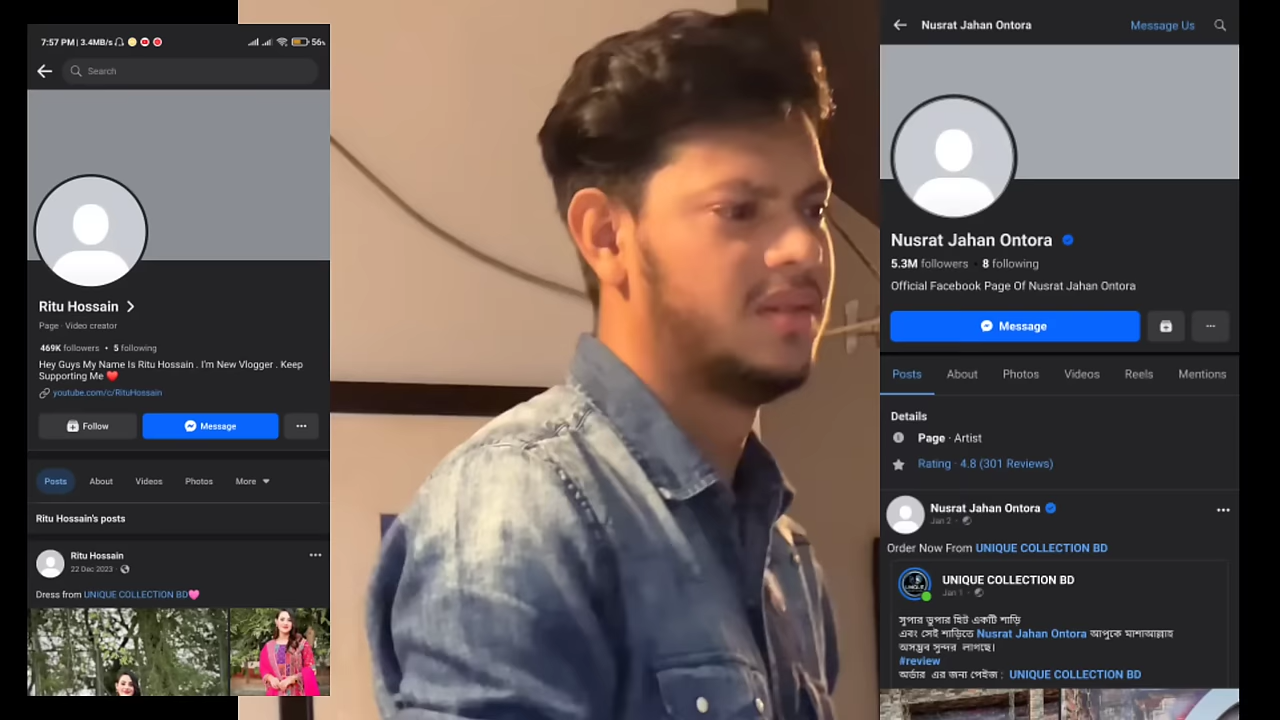 7:57 PM | 3.4MB/s
56%
Search
Ritu Hossain
Page · Video creator
469K followers • 5 following
Hey Guys My Name Is Ritu Hossain . I'm New Vlogger . Keep
Supporting Me ❤️
youtube.com/c/RituHossain
Follow
Message
Posts
About
Videos
Photos
More
Ritu Hossain's posts
Ritu Hossain
22 Dec 2023 ·
Dress from UNIQUE COLLECTION BD🩷
Nusrat Jahan Ontora
Message Us
Nusrat Jahan Ontora
5.3M followers · 8 following
Official Facebook Page Of Nusrat Jahan Ontora
Message
Posts
About
Photos
Videos
Reels
Mentions
Details
Page · Artist
Rating · 4.8 (301 Reviews)
Nusrat Jahan Ontora
Jan 2 ·
Order Now From UNIQUE COLLECTION BD
UNIQUE
UNIQUE COLLECTION BD
Jan 1 ·
সুপার ডুপার হিট একটি শাড়ি
এবং সেই শাড়িতে Nusrat Jahan Ontora আপুকে মাশাআল্লাহ
অসম্ভব সুন্দর লাগছে।
#review
অর্ডার এর জন্য পেইজ : UNIQUE COLLECTION BD